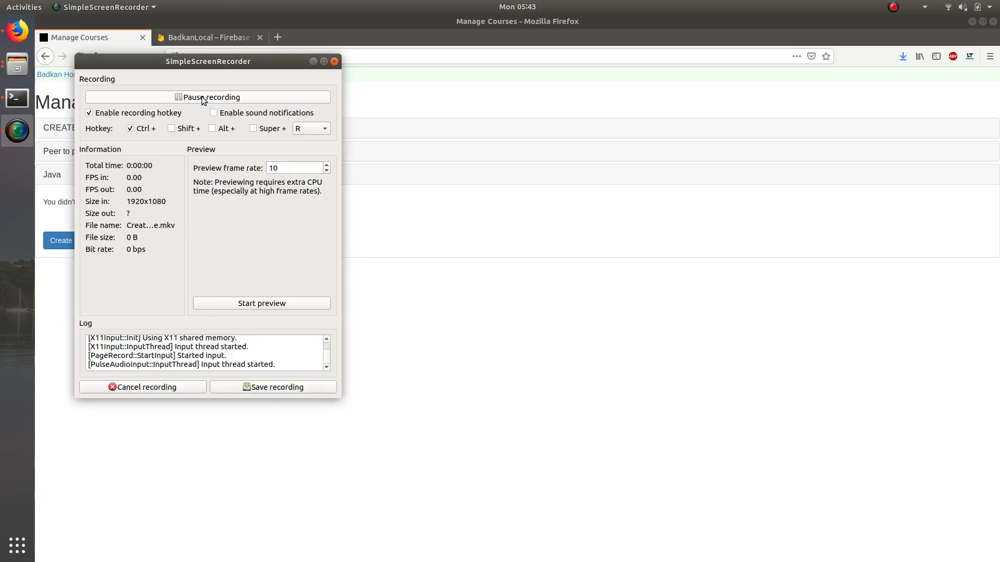 Activities SimpleScreenRecorder Mon 05:43
Manage Courses - Mozilla Firefox
Manage Courses BadkanLocal – Firebase
SimpleScreenRecorder
ABP
Badkan
Recording
Pause recording
Enable recording hotkey Enable sound notifications
Hotkey: Ctrl + Shift + Alt + Super + R
CREATE
Information Preview
Peer to
Total time: 0:00:00
Preview frame rate: 10
Java
FPS in: 0.00
Note: Previewing requires extra CPU
FPS out: 0.00
time (especially at high frame rates).
Size in: 1920x1080
You didn'
Size out: ?
File name: Creat...e.mkv
File size: 0 B
Create
Bit rate: 0 bps
Start preview
Log
[X11Input::Init] Using X11 shared memory.
[X11Input::InputThread] Input thread started.
[PageRecord::StartInput] Started input.
[PulseAudioInput::InputThread] Input thread started.
Cancel recording Save recording